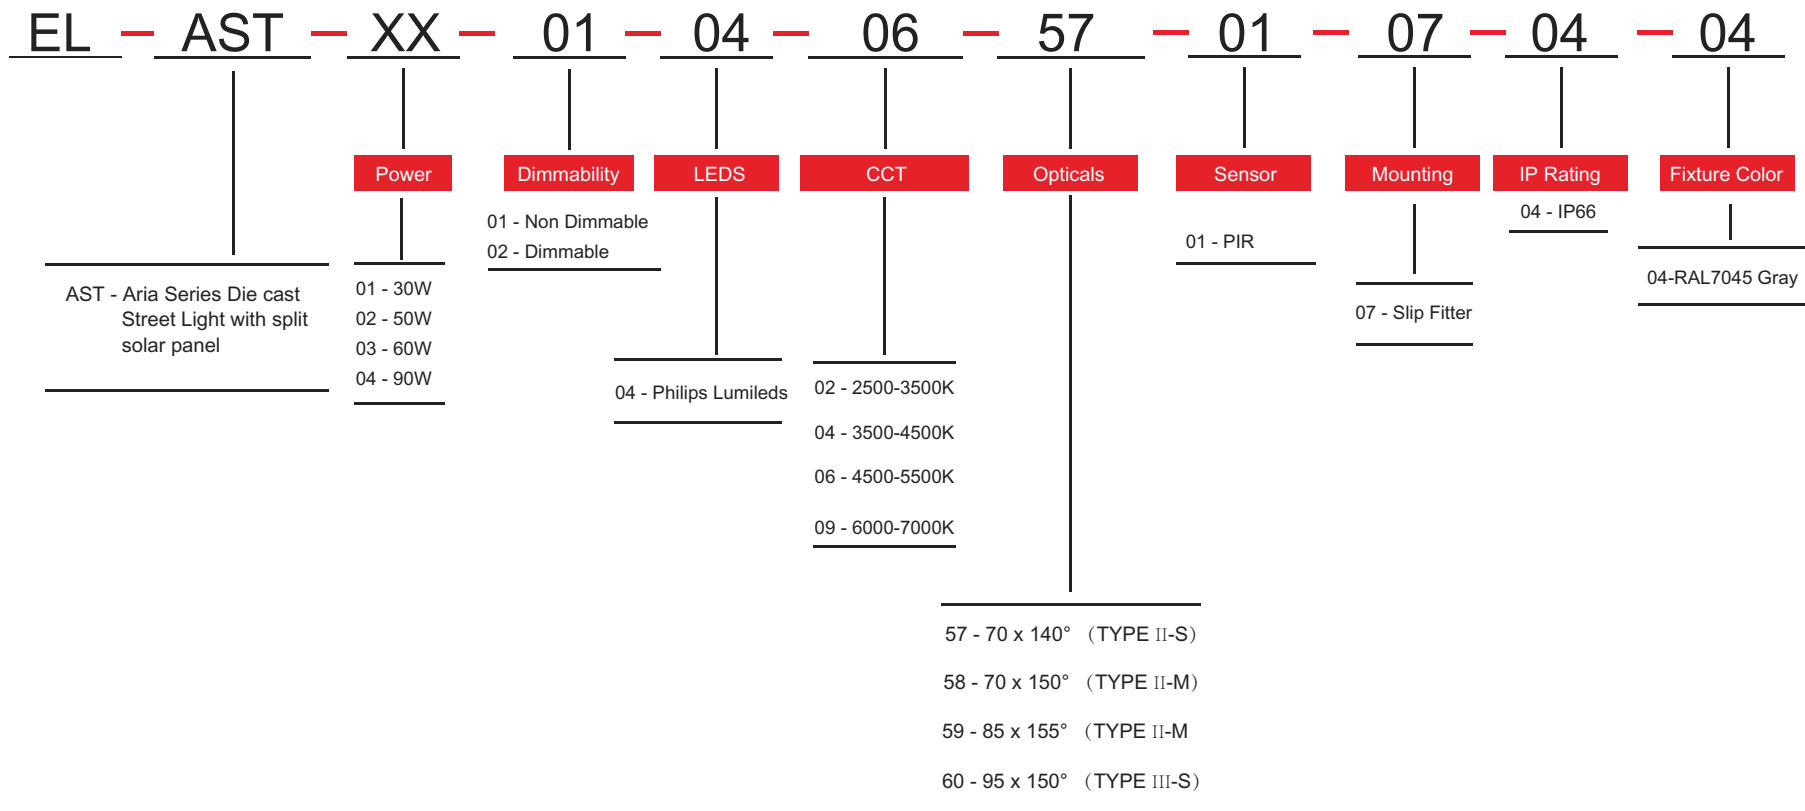 EL — AST — XX — 01 — 04 — 06 — 57 — 01 — 07 — 04 — 04
Power
Dimmability
LEDS
CCT
Opticals
Sensor
Mounting
IP Rating
Fixture Color
AST - Aria Series Die cast
Street Light with split
solar panel
01 - 30W
02 - 50W
03 - 60W
04 - 90W
01 - Non Dimmable
02 - Dimmable
04 - Philips Lumileds
02 - 2500-3500K
04 - 3500-4500K
06 - 4500-5500K
09 - 6000-7000K
57 - 70 x 140° (TYPE II-S)
58 - 70 x 150° (TYPE II-M)
59 - 85 x 155° (TYPE II-M
60 - 95 x 150° (TYPE III-S)
01 - PIR
07 - Slip Fitter
04 - IP66
04-RAL7045 Gray